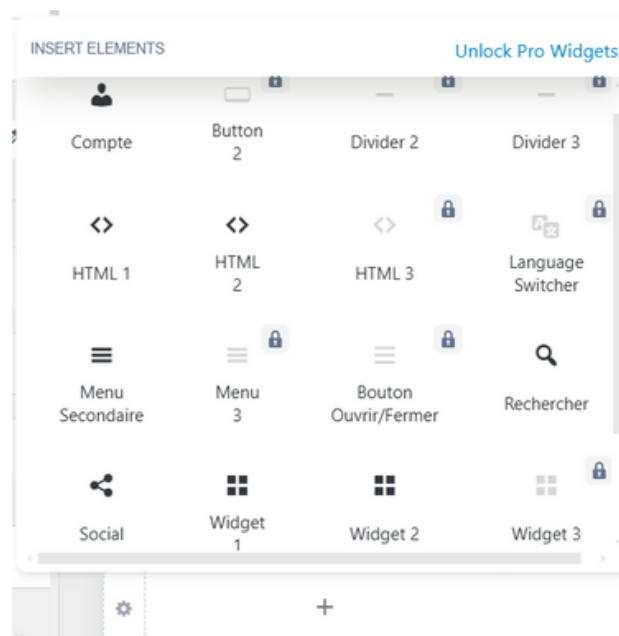 INSERT ELEMENTS
Unlock Pro Widgets
Compte
Button
2
Divider 2
Divider 3
HTML 1
HTML
2
HTML 3
Language
Switcher
Menu
Secondaire
Menu
3
Bouton
Ouvrir/Fermer
Rechercher
Social
Widget
1
Widget 2
Widget 3